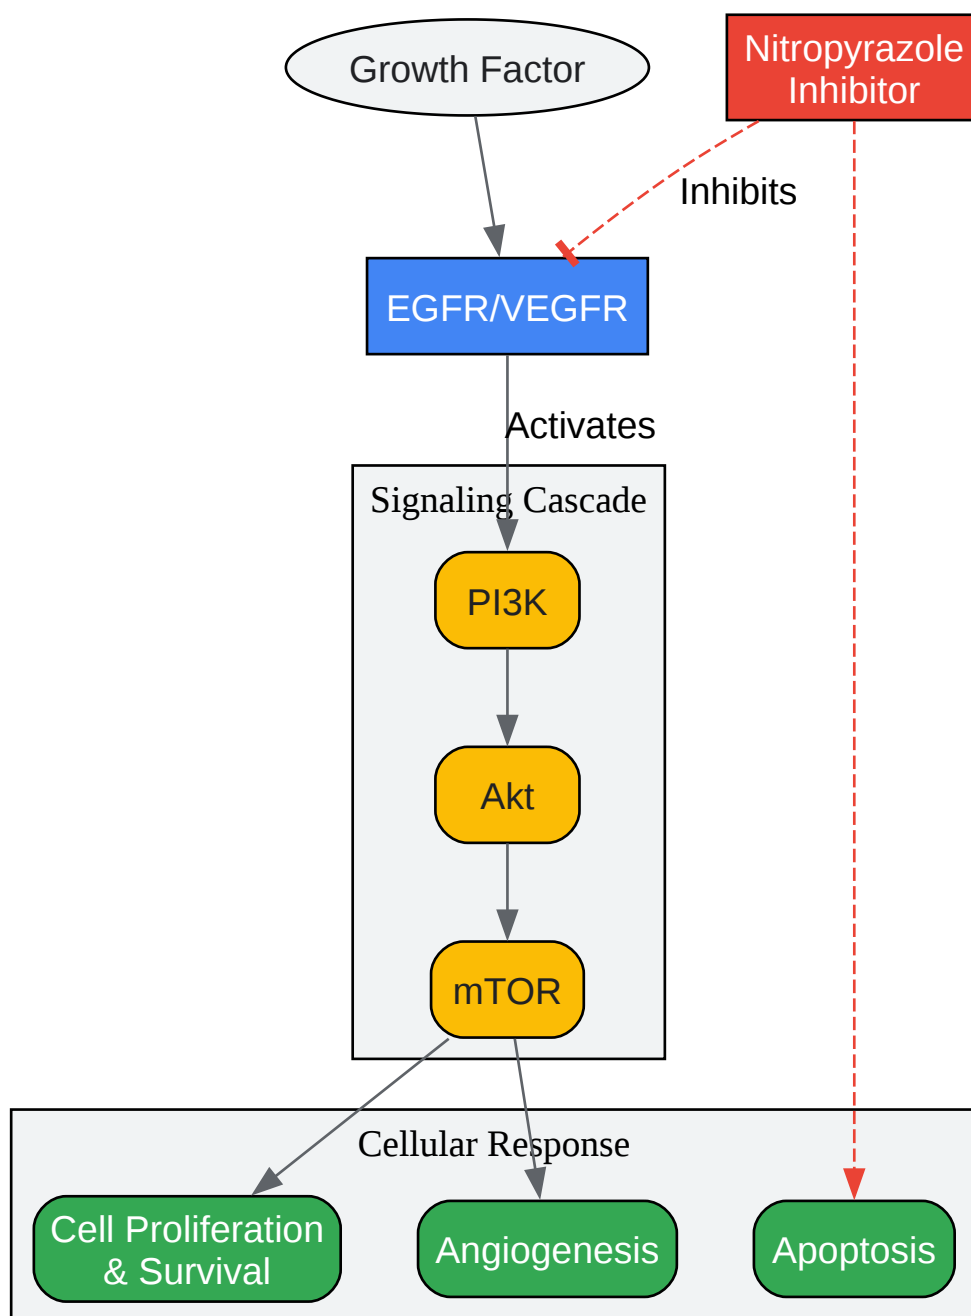 Growth Factor
Nitropyrazole
Inhibitor
Inhibits
EGFR/VEGFR
Activates
Signaling Cascade
PI3K
Akt
mTOR
Cellular Response
Cell Proliferation
& Survival
Angiogenesis
Apoptosis